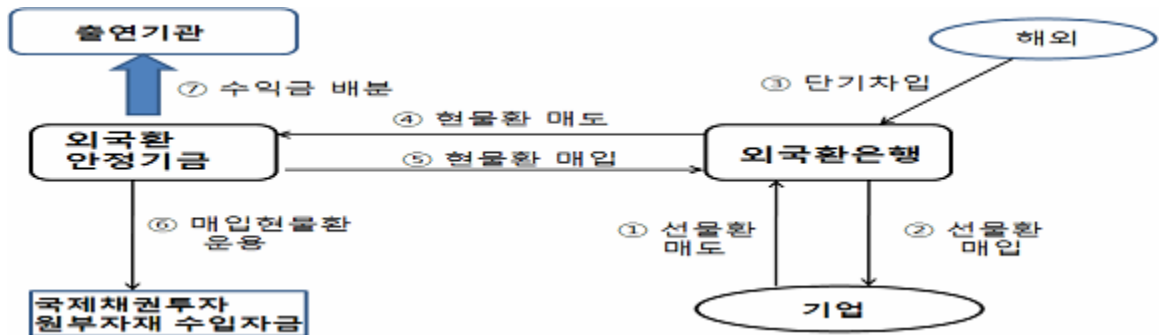 출연기관
해외
⑦ 수익금 배분
③ 단기차입
④ 현물환 매도
외국환
안정기금
⑤ 현물환 매입
외국환은행
⑥ 매입현물환
운용
① 선물환
매도
② 선물환
매입
국제채권투자
원부자재 수입자금
기업